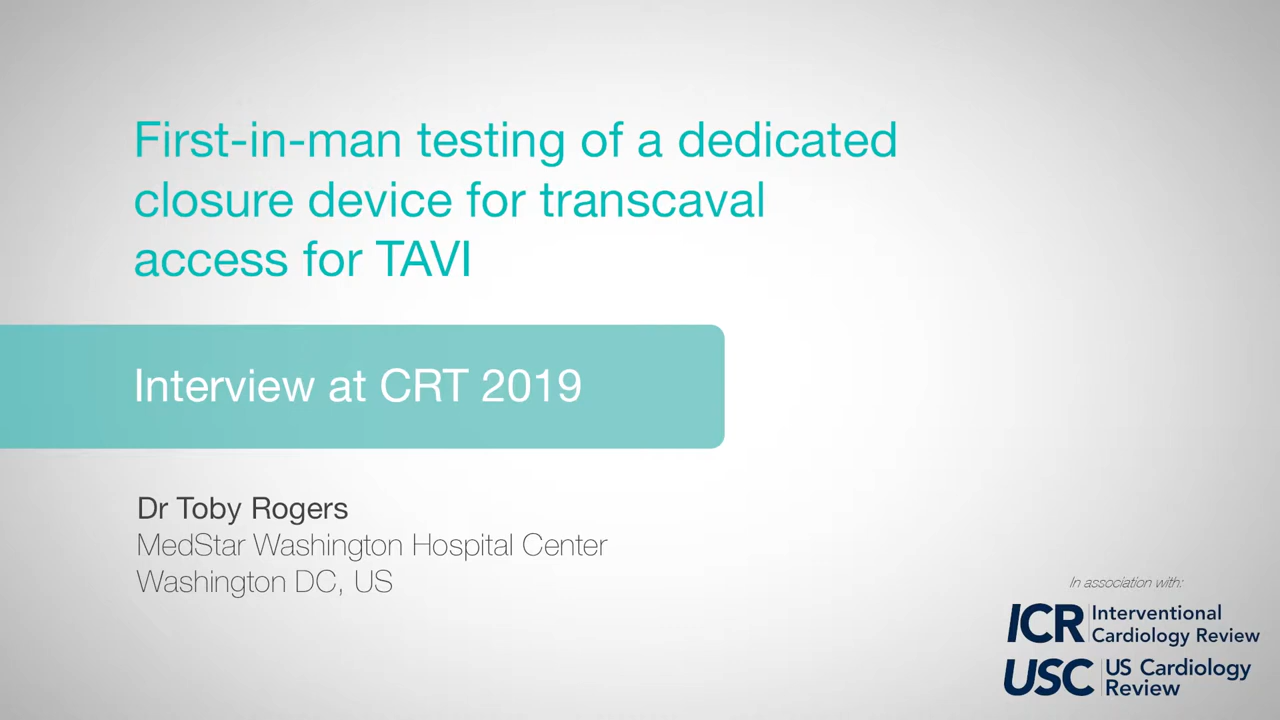 First-in-man testing of a dedicated
closure device for transcaval
access for TAVI
Interview at CRT 2019
Dr Toby Rogers
MedStar Washington Hospital Center
Washington DC, US
In association with:
ICR Interventional
Cardiology Review
USC US Cardiology
Review